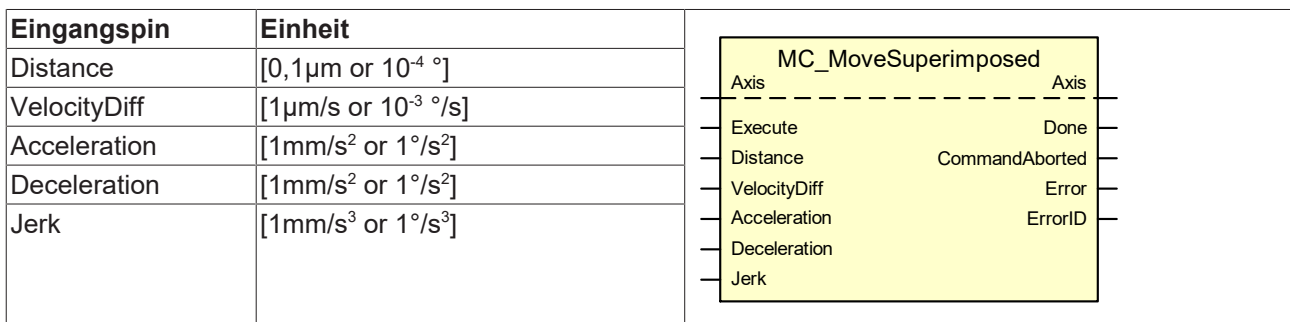 Eingangspin Einheit
Distance [0,1µm or 10⁻⁴ °]
VelocityDiff [1µm/s or 10⁻³ °/s]
Acceleration [1mm/s² or 1°/s²]
Deceleration [1mm/s² or 1°/s²]
Jerk [1mm/s³ or 1°/s³]
MC_MoveSuperimposed
Axis Axis
Execute Done
Distance CommandAborted
VelocityDiff Error
Acceleration ErrorID
Deceleration
Jerk